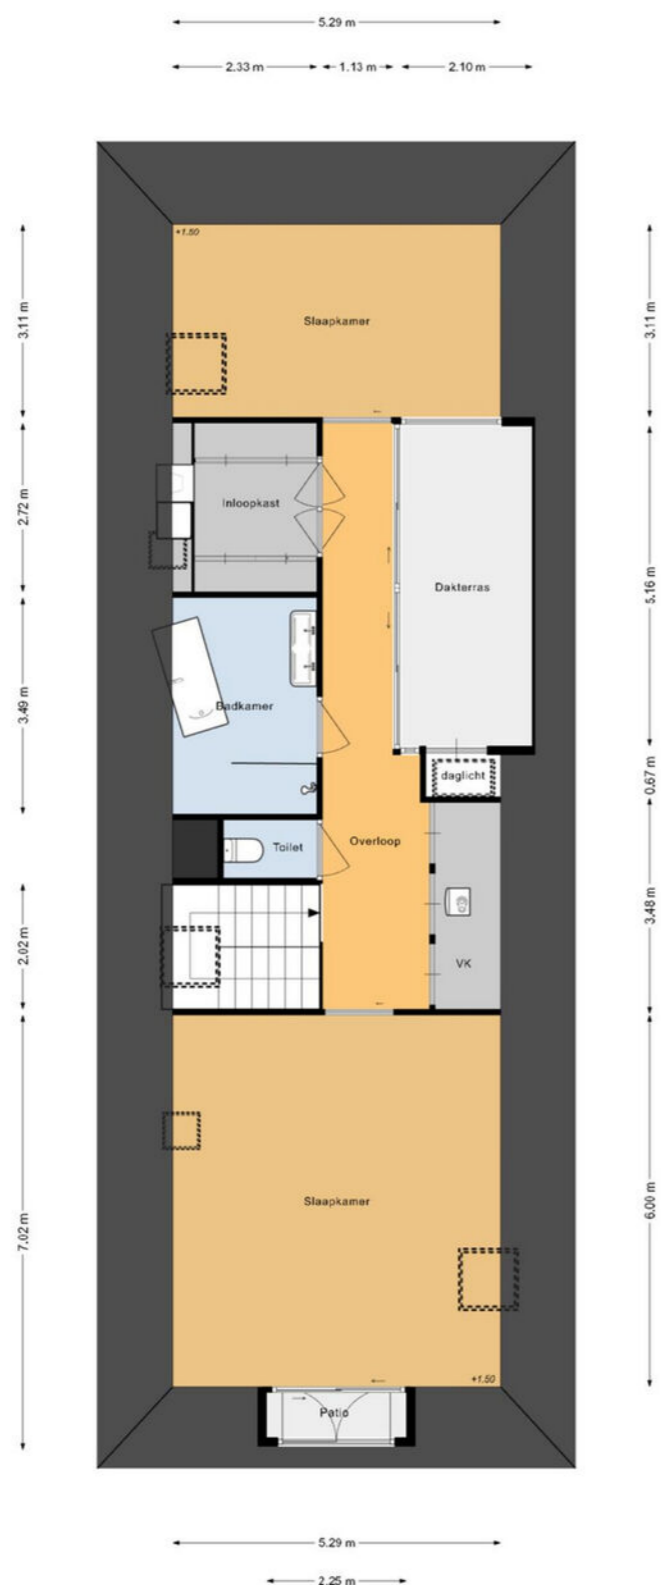 5.29 m
2.33 m
1.13 m
2.10 m
+1.50
3.11 m
Slaapkamer
3.11 m
2.72 m
Inloopkast
5.16 m
Dakterras
3.49 m
Badkamer
daglicht
0.67 m
Toilet
Overloop
3.48 m
2.02 m
VK
7.02 m
Slaapkamer
6.00 m
+1.50
Patio
5.29 m
2.25 m